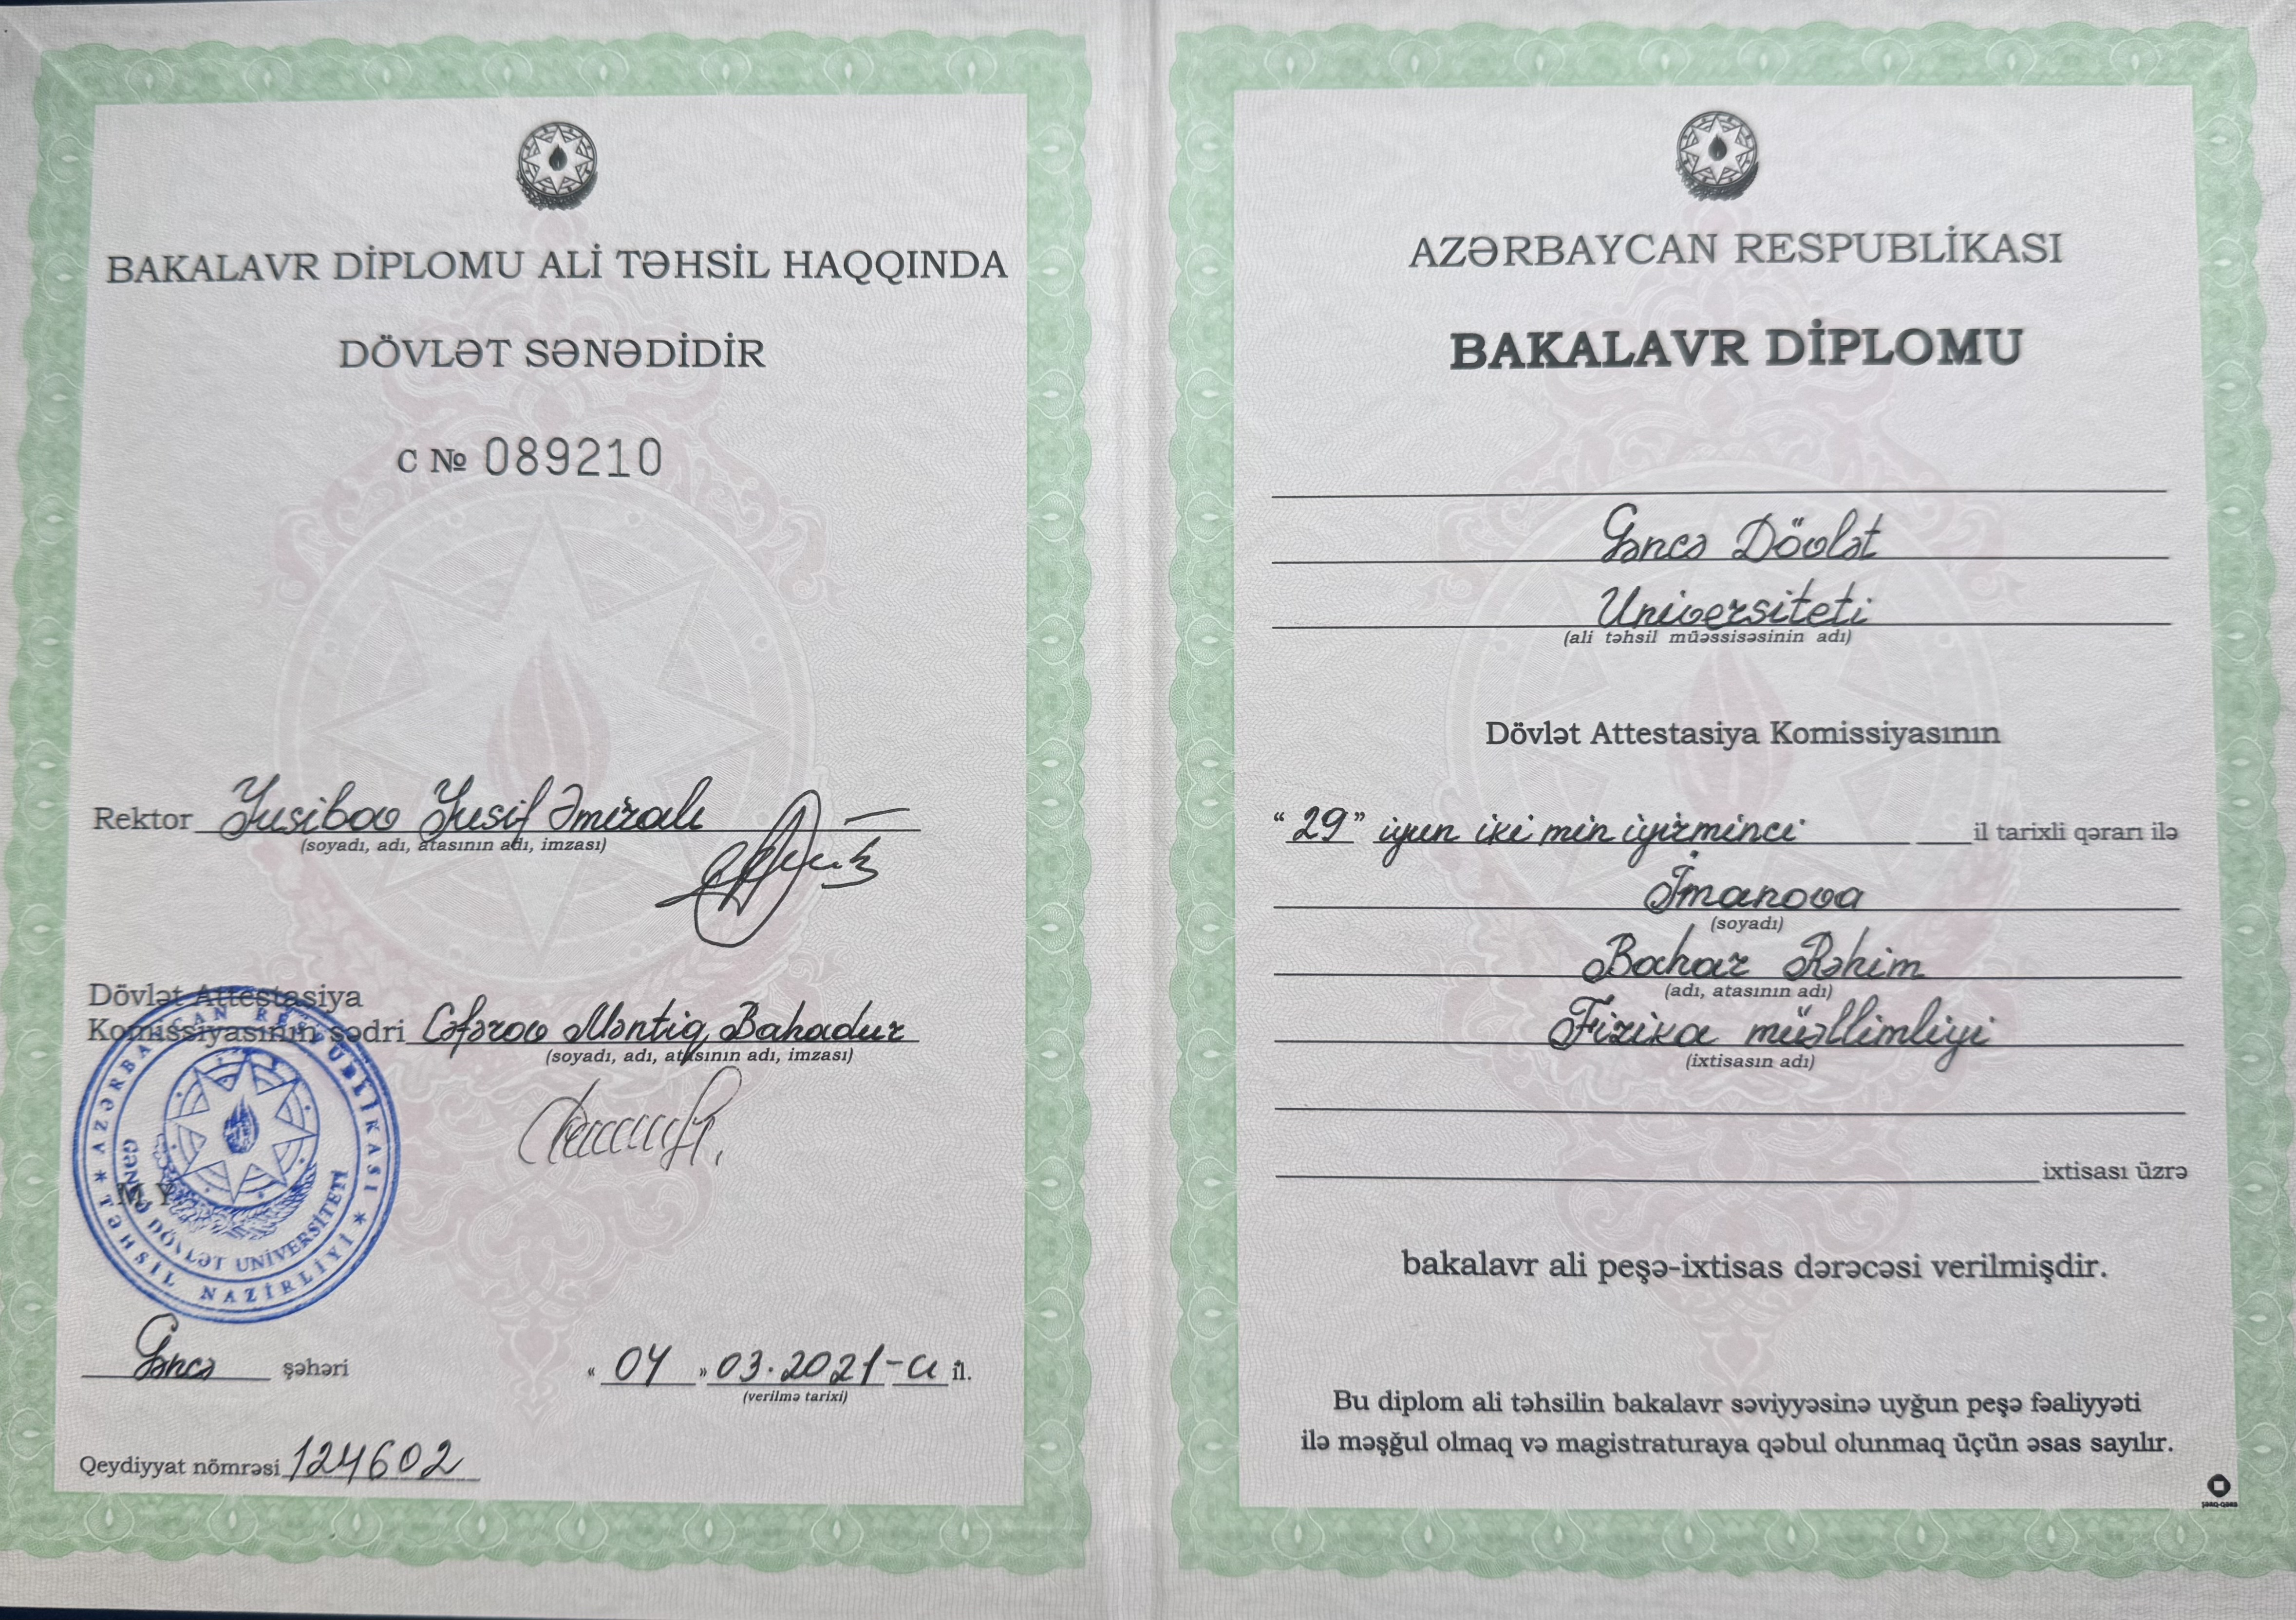 BAKALAVR DİPLOMU ALİ TƏHSİL HAQQINDA
DÖVLƏT SƏNƏDİDİR
C № 089210
Rektor Yusibov Yusif Əmiralı
(soyadı, adı, atasının adı, imzası)
Dövlət Attestasiya
Komissiyasının sədri Cəfərov Məntiq Bahadur
(soyadı, adı, atasının adı, imzası)
AZƏRBAYCAN RESPUBLİKASI
TƏHSİL NAZİRLİYİ
GƏNCƏ DÖVLƏT UNİVERSİTETİ
M.Y.
Gəncə şəhəri « 04 » 03.2021-ci il.
(verilmə tarixi)
Qeydiyyat nömrəsi 124602
AZƏRBAYCAN RESPUBLİKASI
BAKALAVR DİPLOMU
Gəncə Dövlət
Universiteti
(ali təhsil müəssisəsinin adı)
Dövlət Attestasiya Komissiyasının
“ 29 ” iyun iki min iyirminci il tarixli qərarı ilə
İmanova
(soyadı)
Bahar Rəhim
(adı, atasının adı)
Fizika müəllimliyi
(ixtisasın adı)
ixtisası üzrə
bakalavr ali peşə-ixtisas dərəcəsi verilmişdir.
Bu diplom ali təhsilin bakalavr səviyyəsinə uyğun peşə fəaliyyəti
ilə məşğul olmaq və magistraturaya qəbul olunmaq üçün əsas sayılır.